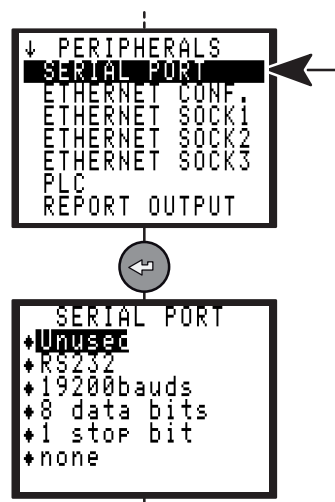 ↓ PERIPHERALS
SERIAL PORT
ETHERNET CONF.
ETHERNET SOCK1
ETHERNET SOCK2
ETHERNET SOCK3
PLC
REPORT OUTPUT
SERIAL PORT
♦Unused
♦RS232
♦19200bauds
♦8 data bits
♦1 stop bit
♦none